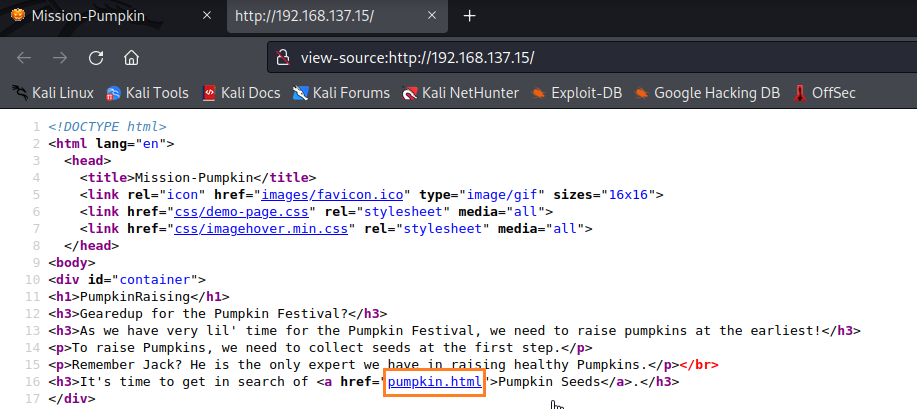 Mission-Pumpkin
http://192.168.137.15/
view-source:http://192.168.137.15/
Kali Linux Kali Tools Kali Docs Kali Forums Kali NetHunter Exploit-DB Google Hacking DB OffSec
1 <!DOCTYPE html>
2 <html lang="en">
3 <head>
4 <title>Mission-Pumpkin</title>
5 <link rel="icon" href="images/favicon.ico" type="image/gif" sizes="16x16">
6 <link href="css/demo-page.css" rel="stylesheet" media="all">
7 <link href="css/imagehover.min.css" rel="stylesheet" media="all">
8 </head>
9 <body>
10 <div id="container">
11 <h1>PumpkinRaising</h1>
12 <h3>Gearedup for the Pumpkin Festival?</h3>
13 <h3>As we have very lil' time for the Pumpkin Festival, we need to raise pumpkins at the earliest!</h3>
14 <p>To raise Pumpkins, we need to collect seeds at the first step.</p>
15 <p>Remember Jack? He is the only expert we have in raising healthy Pumpkins.</p></br>
16 <h3>It's time to get in search of <a href="pumpkin.html">Pumpkin Seeds</a>.</h3>
17 </div>